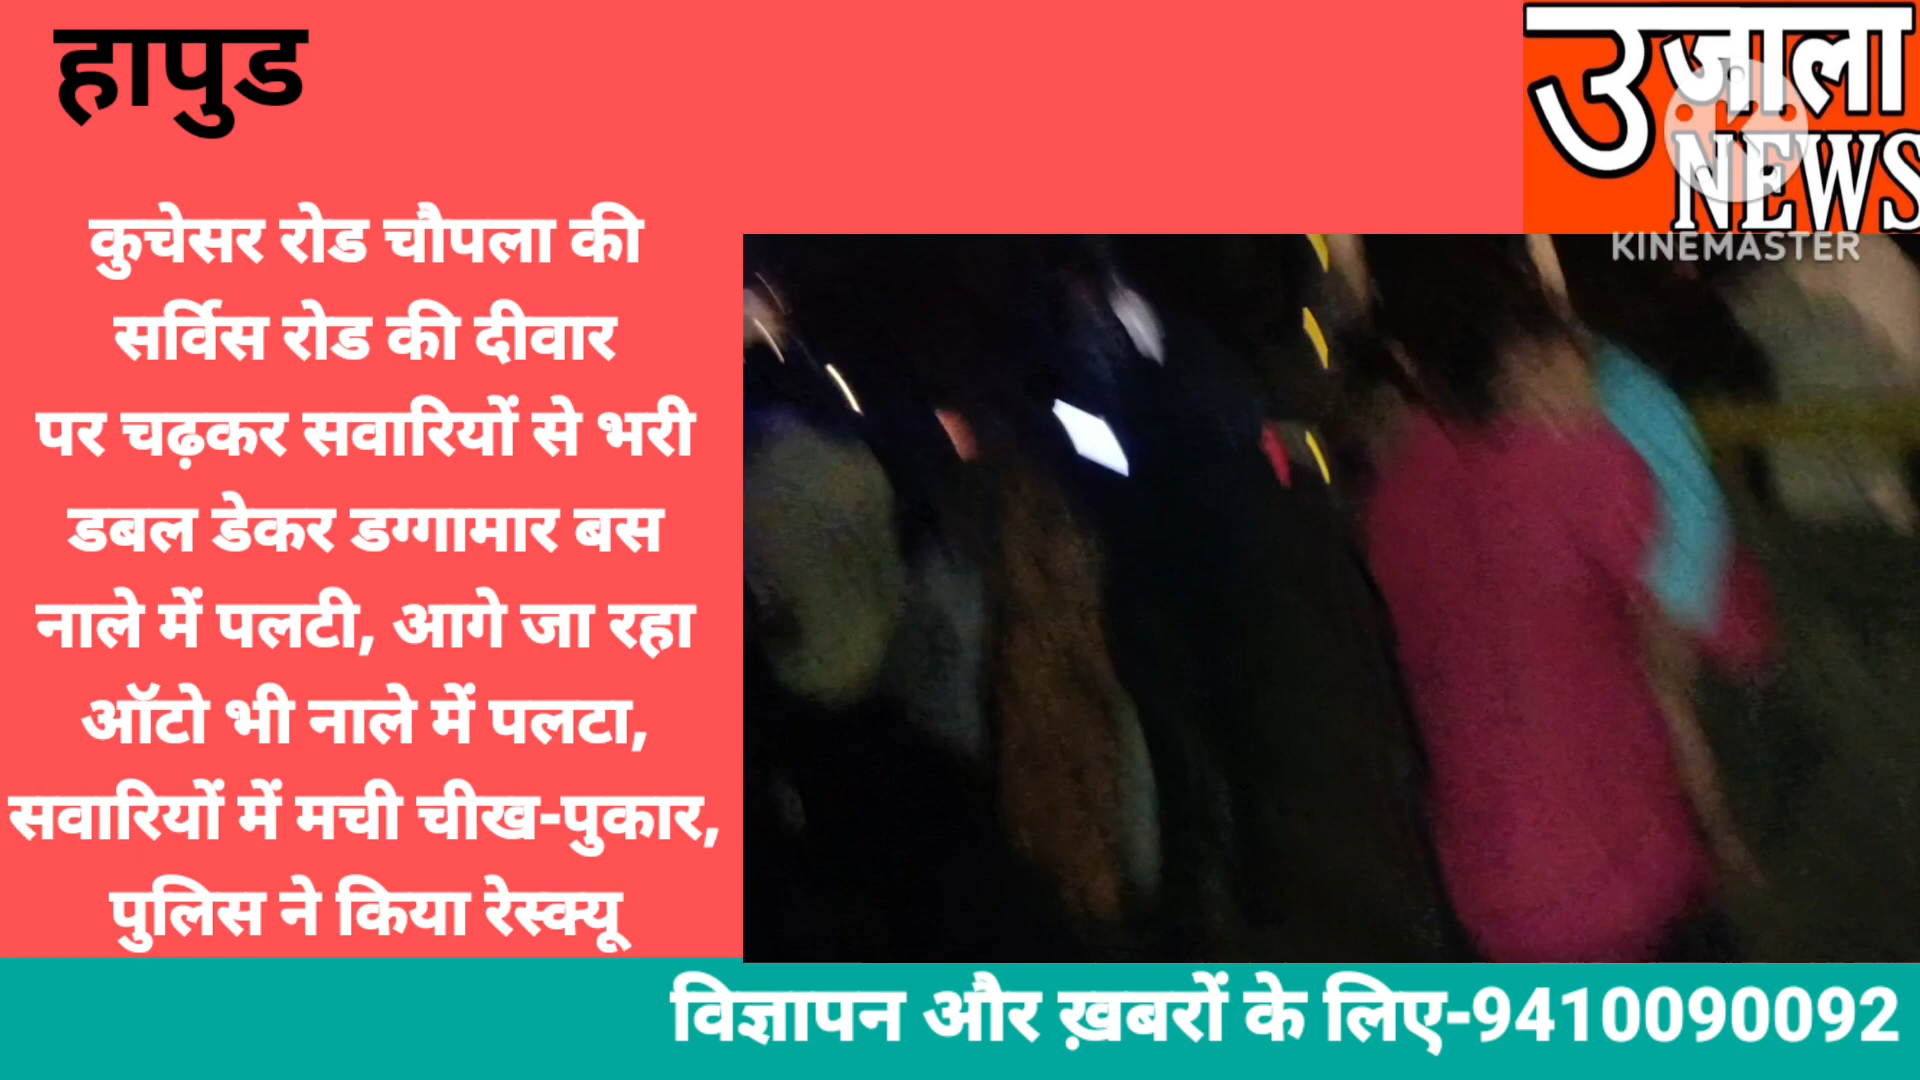 हापुड
उजाला
NEWS
KINEMASTER
कुचेसर रोड चौपला की
सर्विस रोड की दीवार
पर चढ़कर सवारियों से भरी
डबल डेकर डग्गामार बस
नाले में पलटी, आगे जा रहा
ऑटो भी नाले में पलटा,
सवारियों में मची चीख-पुकार,
पुलिस ने किया रेस्क्यू
विज्ञापन और ख़बरों के लिए-9410090092